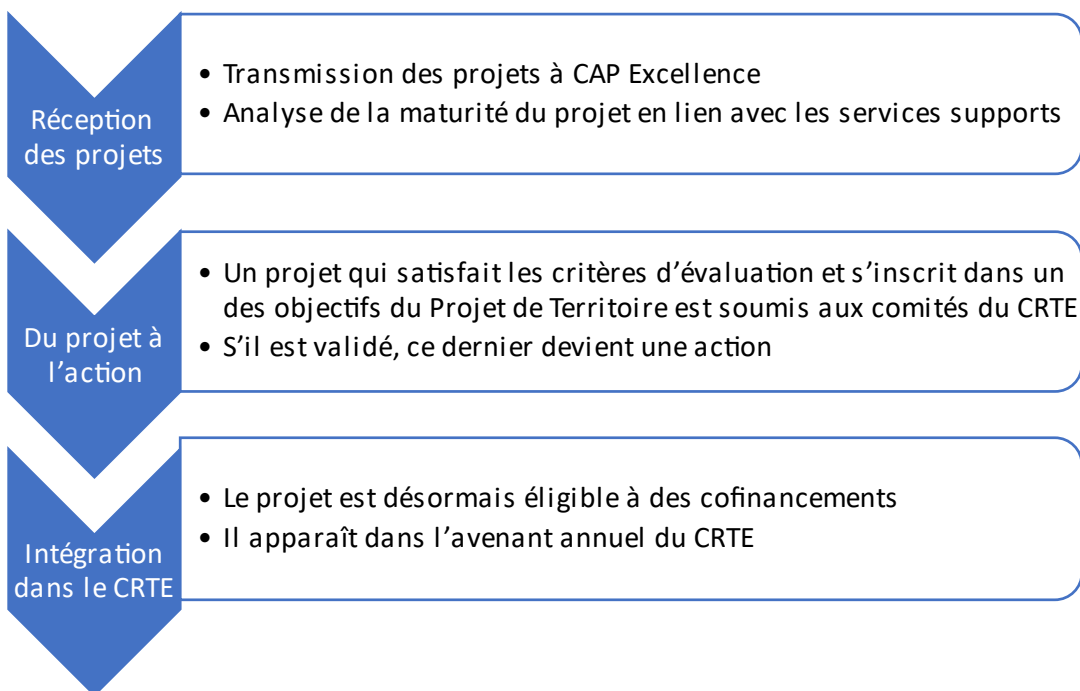 Réception
des projets
• Transmission des projets à CAP Excellence
• Analyse de la maturité du projet en lien avec les services supports
Du projet à
l’action
• Un projet qui satisfait les critères d’évaluation et s’inscrit dans un
des objectifs du Projet de Territoire est soumis aux comités du CRTE
• S’il est validé, ce dernier devient une action
Intégration
dans le CRTE
• Le projet est désormais éligible à des cofinancements
• Il apparaît dans l’avenant annuel du CRTE